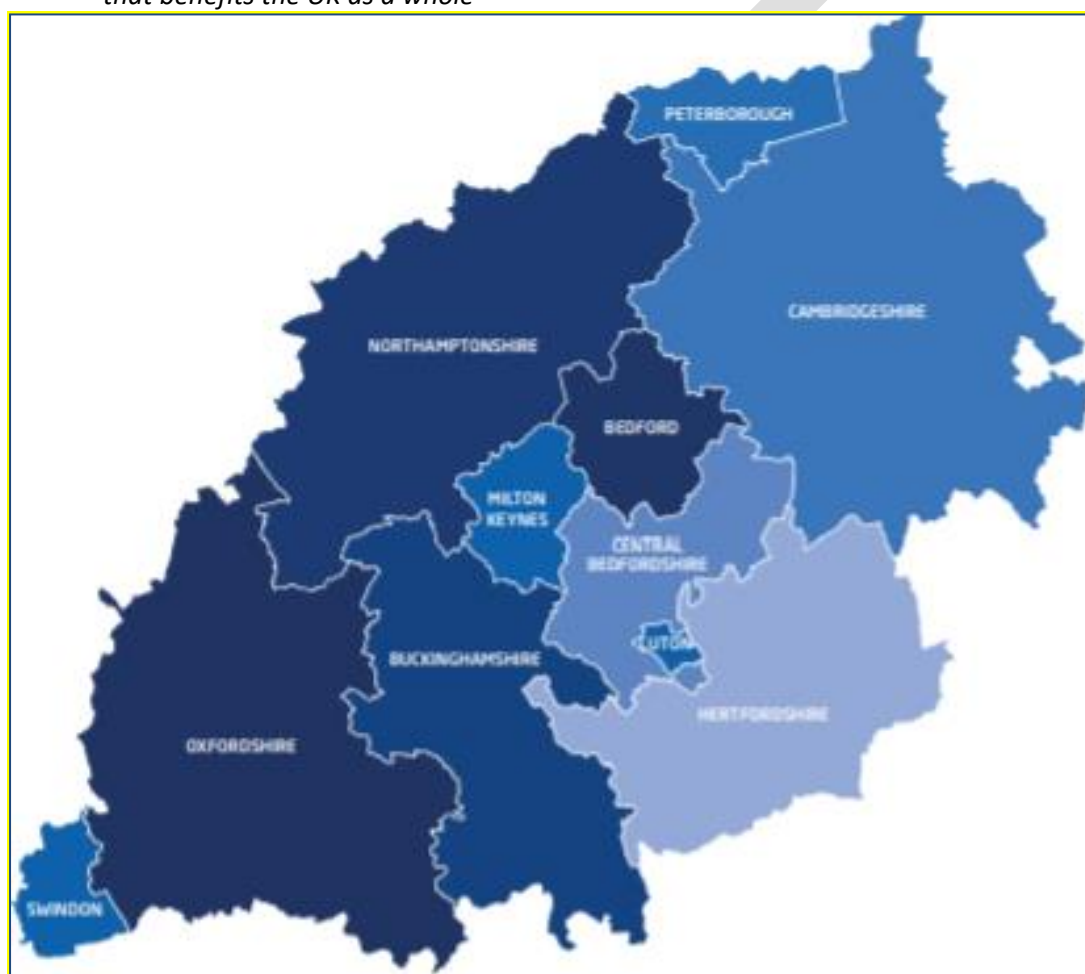 that benefits the UK as a whole
PETERBOROUGH
CAMBRIDGESHIRE
NORTHAMPTONSHIRE
BEDFORD
MILTON
KEYNES
CENTRAL
BEDFORDSHIRE
LUTON
BUCKINGHAMSHIRE
HERTFORDSHIRE
OXFORDSHIRE
SWINDON